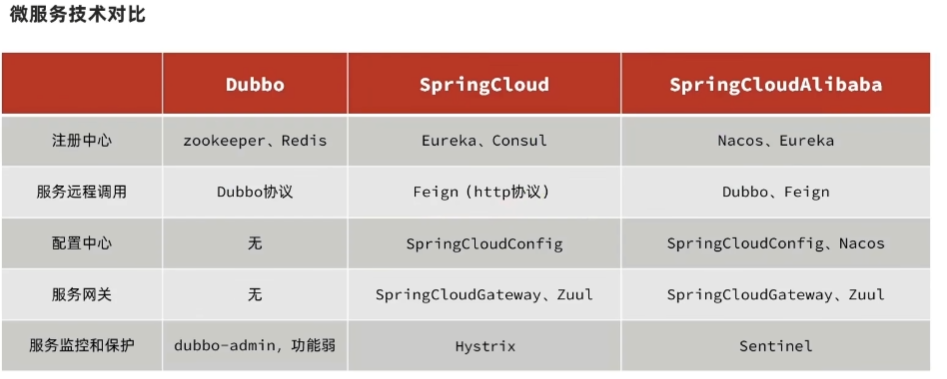 微服务技术对比
Dubbo SpringCloud SpringCloudAlibaba
注册中心 zookeeper、Redis Eureka、Consul Nacos、Eureka
服务远程调用 Dubbo协议 Feign（http协议） Dubbo、Feign
配置中心 无 SpringCloudConfig SpringCloudConfig、Nacos
服务网关 无 SpringCloudGateway、Zuul SpringCloudGateway、Zuul
服务监控和保护 dubbo-admin，功能弱 Hystrix Sentinel